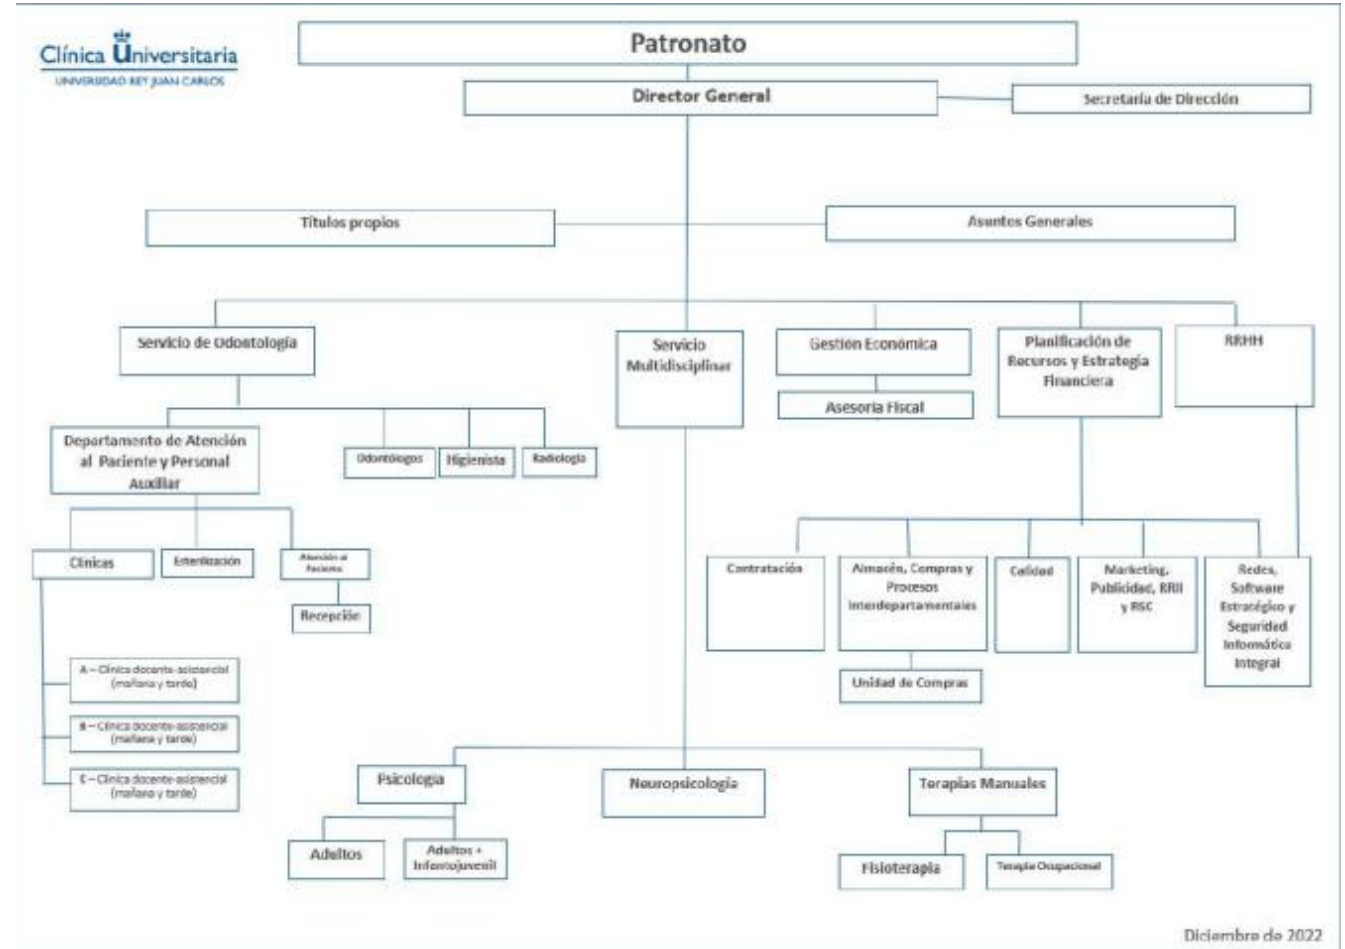 Clínica Universitaria
UNIVERSIDAD REY JUAN CARLOS
Patronato
Director General
Secretaría de Dirección
Títulos propios
Asuntos Generales
Servicio de Odontología
Servicio
Multidisciplinar
Gestión Económica
Planificación de
Recursos y Estrategia
Financiera
RRHH
Asesoría Fiscal
Departamento de Atención
al Paciente y Personal
Auxiliar
Odontólogos
Higienista
Radiología
Clínicas
Esterilización
Atención al
Paciente
Recepción
Contratación
Almacén, Compras y
Procesos
Interdepartamentales
Calidad
Marketing,
Publicidad, RRII
y RSC
Redes,
Software
Estratégico y
Seguridad
Informática
Integral
Unidad de Compras
A – Clínica docente-asistencial
(mañana y tarde)
B – Clínica docente-asistencial
(mañana y tarde)
C – Clínica docente-asistencial
(mañana y tarde)
Psicología
Neuropsicología
Terapias Manuales
Adultos
Adultos +
Infantojuvenil
Fisioterapia
Terapia Ocupacional
Diciembre de 2022